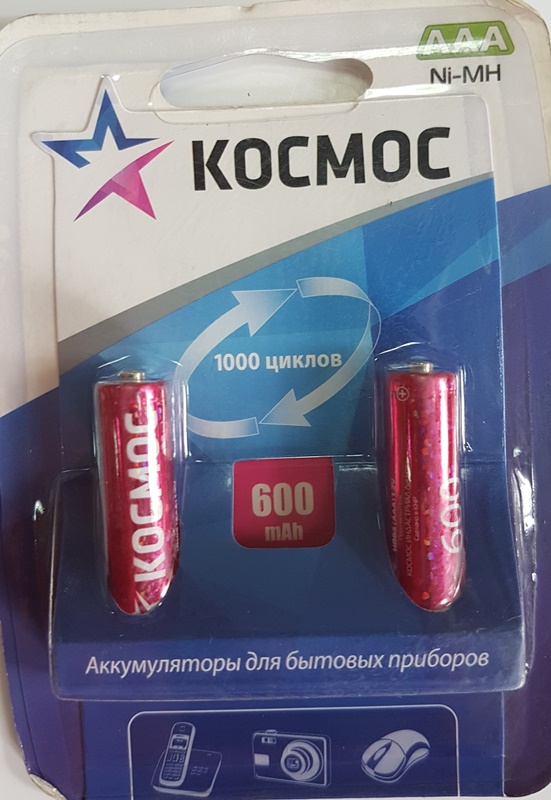 AAA
Ni-MH
КОСМОС
1000 циклов
КОСМОС
600
mAh
600
Аккумуляторы для бытовых приборов